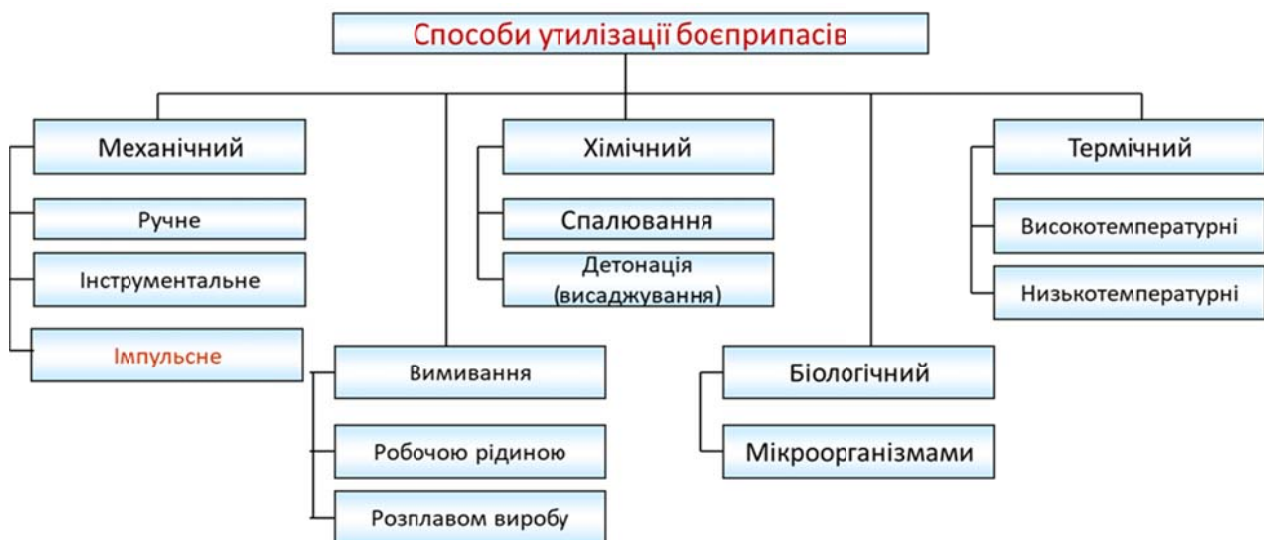 Способи утилізації боєприпасів
Механічний
Ручне
Інструментальне
Імпульсне
Вимивання
Робочою рідиною
Розплавом виробу
Хімічний
Спалювання
Детонація
(висаджування)
Біологічний
Мікроорганізмами
Термічний
Високотемпературні
Низькотемпературні